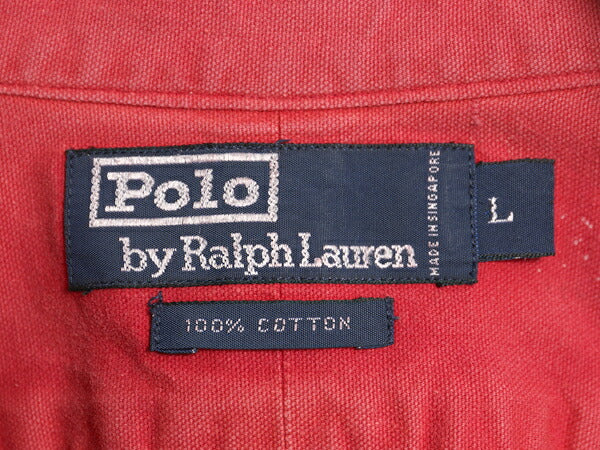 Polo
by Ralph Lauren
MADE IN SINGAPORE
L
100% COTTON